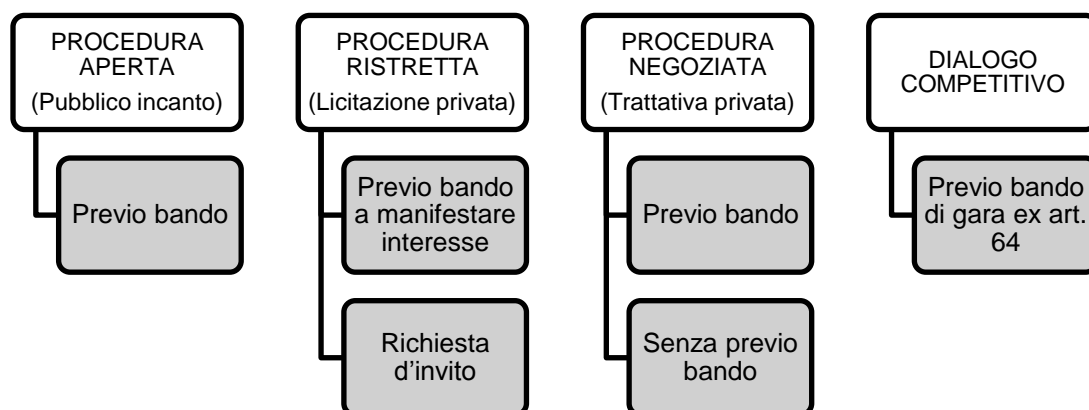 PROCEDURA
APERTA
(Pubblico incanto)
Previo bando
PROCEDURA
RISTRETTA
(Licitazione privata)
Previo bando
a manifestare
interesse
Richiesta
d’invito
PROCEDURA
NEGOZIATA
(Trattativa privata)
Previo bando
Senza previo
bando
DIALOGO
COMPETITIVO
Previo bando
di gara ex art.
64